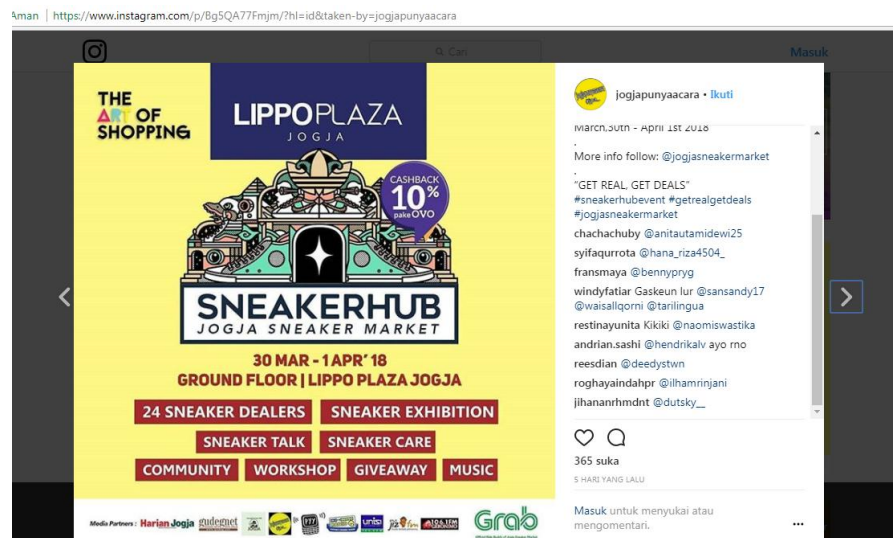 Aman | https://www.instagram.com/p/Bg5QA77Fmjm/?hl=id&taken-by=jogjapunyaacara
Cari
Masuk
THE
ART OF
SHOPPING
LIPPO PLAZA
JOGJA
CASHBACK
10%
pake OVO
SNEAKERHUB
JOGJA SNEAKER MARKET
30 MAR - 1 APR' 18
GROUND FLOOR | LIPPO PLAZA JOGJA
24 SNEAKER DEALERS
SNEAKER EXHIBITION
SNEAKER TALK
SNEAKER CARE
COMMUNITY
WORKSHOP
GIVEAWAY
MUSIC
Media Partners : Harian Jogja gudegnet
Grab
jogjapunyaacara • Ikuti
March,30th - April 1st 2018
.
More info follow: @jogjasneakermarket
.
"GET REAL, GET DEALS"
#sneakerhubevent #getrealgetdeals
#jogjasneakermarket
chachachuby @anitautamidewi25
syifaqurrota @hana_riza4504_
fransmaya @bennypryg
windyfatiar Gaskeun lur @sansandy17
@waisallqorni @tarilingua
restinayunita Kikiki @naomiswastika
andrian.sashi @hendrikalv ayo rno
reesdian @deedystwn
roghayaindahpr @ilhamrinjani
jihananrhmdnt @dutsky__
365 suka
5 HARI YANG LALU
Masuk untuk menyukai atau
mengomentari.